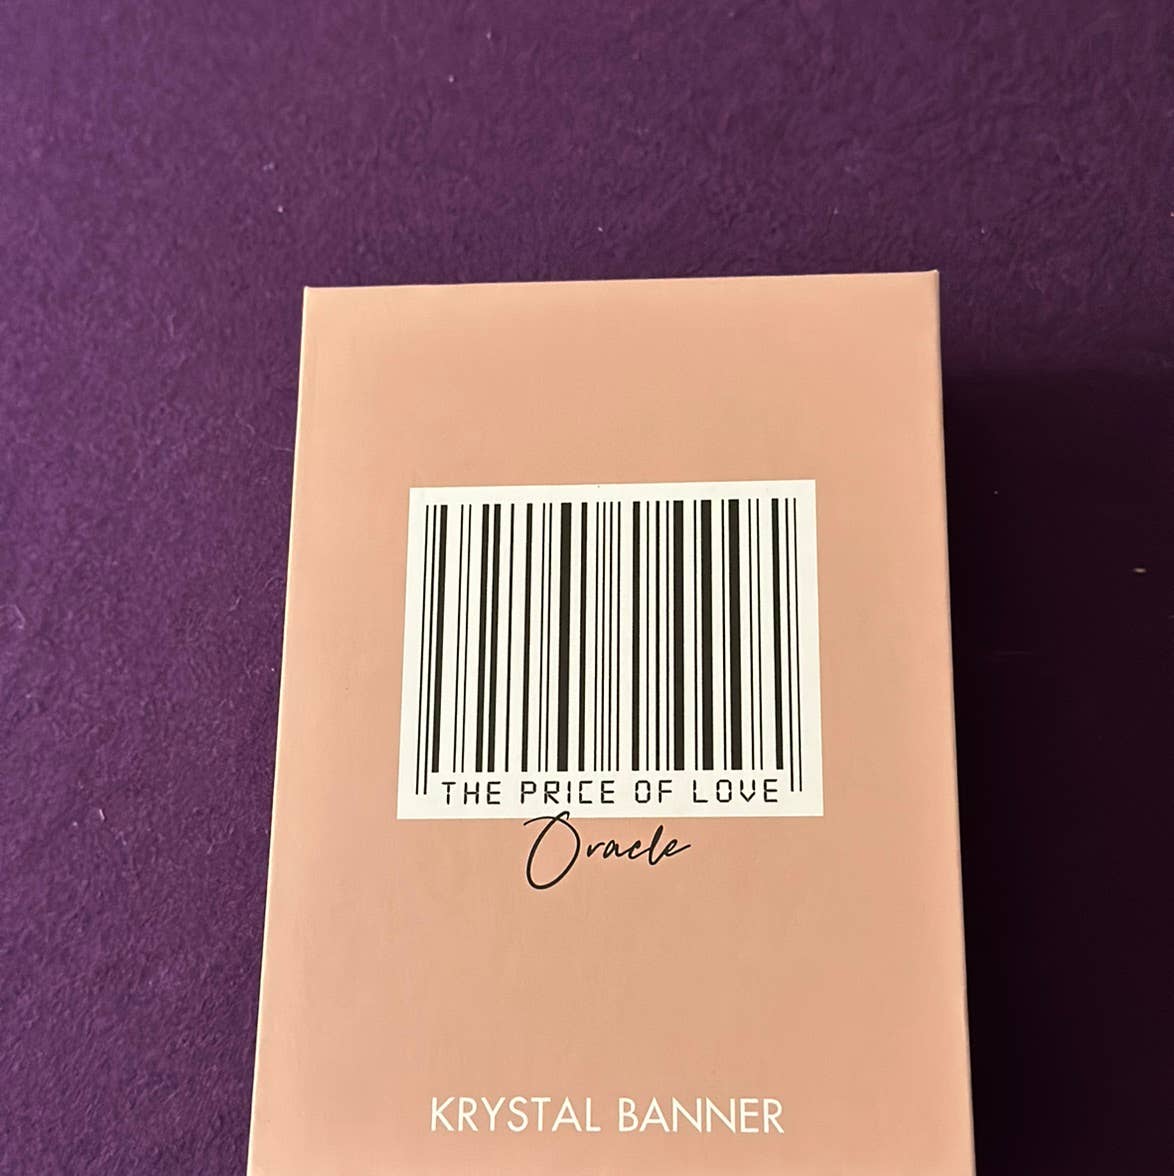 THE PRICE OF LOVE
Oracle
KRYSTAL BANNER